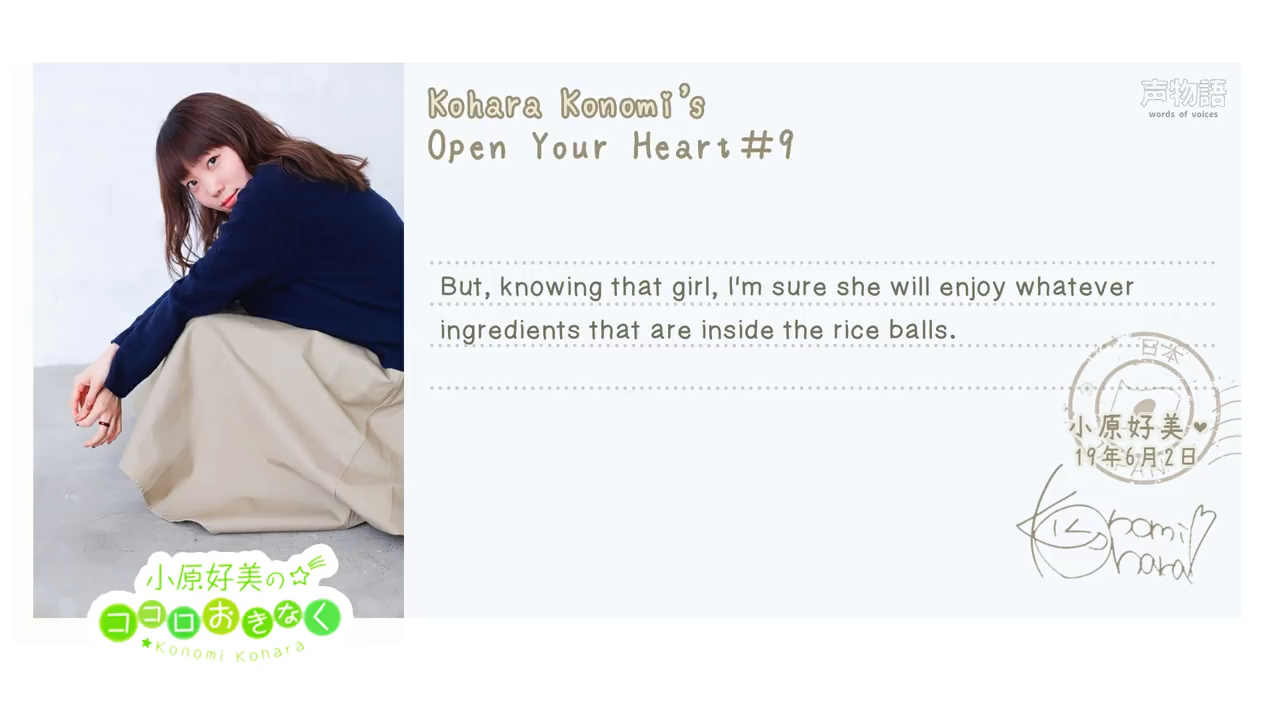 Kohara Konomi's
Open Your Heart #9
声物語
words of voices
But, knowing that girl, I'm sure she will enjoy whatever
ingredients that are inside the rice balls.
日本
小原好美❤
19年6月2日
Konomi
Kohara
小原好美の☆
ココロおきなく
★Konomi Kohara